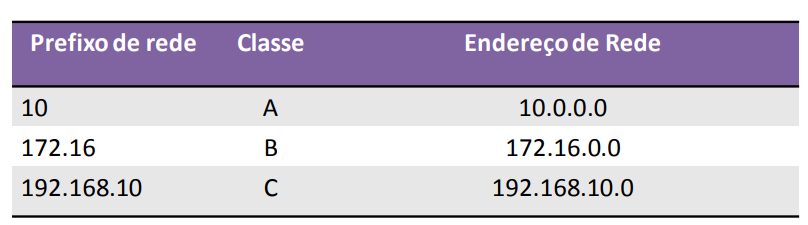 Prefixo de rede Classe Endereço de Rede
10 A 10.0.0.0
172.16 B 172.16.0.0
192.168.10 C 192.168.10.0